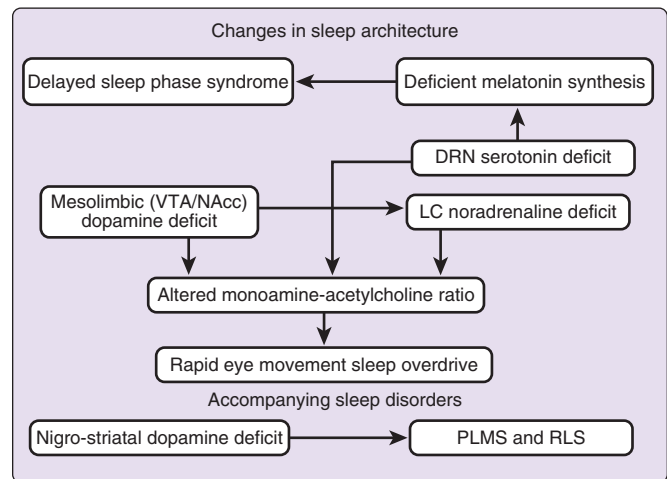 Changes in sleep architecture
Delayed sleep phase syndrome
Deficient melatonin synthesis
DRN serotonin deficit
Mesolimbic (VTA/NAcc)
dopamine deficit
LC noradrenaline deficit
Altered monoamine-acetylcholine ratio
Rapid eye movement sleep overdrive
Accompanying sleep disorders
Nigro-striatal dopamine deficit
PLMS and RLS